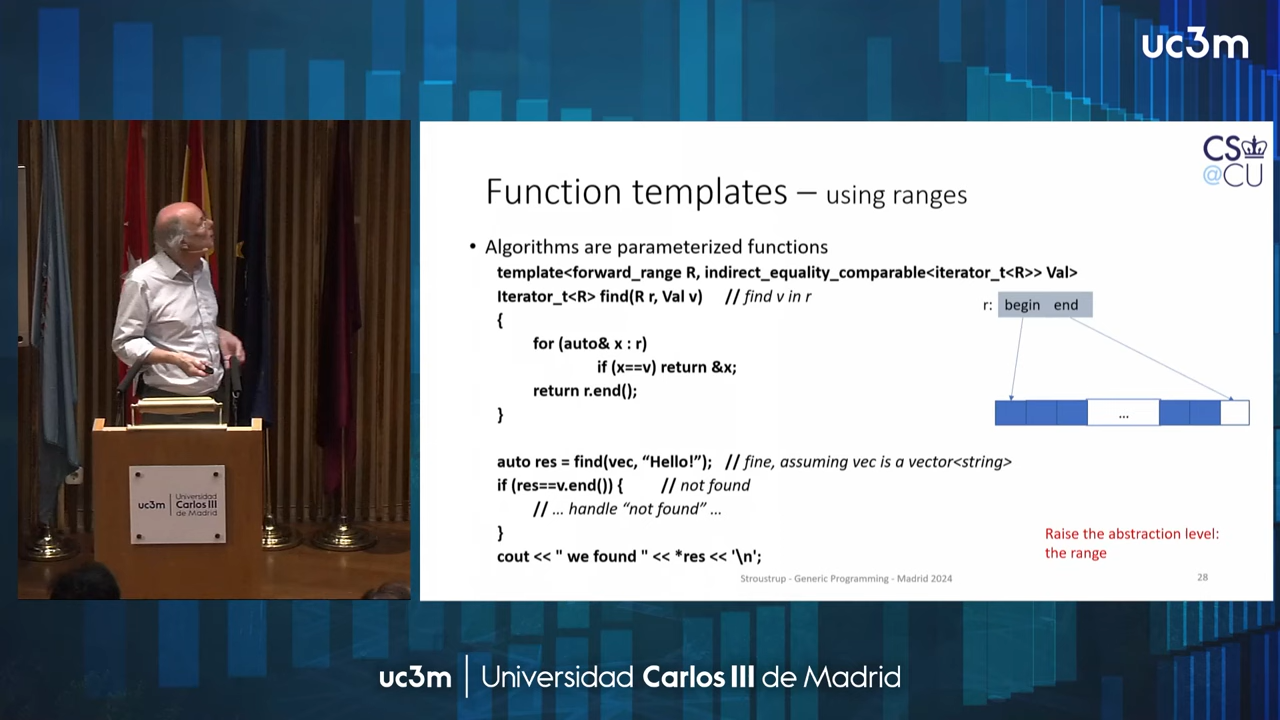 uc3m
CS
@CU
Function templates – using ranges
• Algorithms are parameterized functions
template<forward_range R, indirect_equality_comparable<iterator_t<R>> Val>
Iterator_t<R> find(R r, Val v) // find v in r
r: begin end
{
for (auto& x : r)
if (x==v) return &x;
return r.end();
}
...
auto res = find(vec, “Hello!”); // fine, assuming vec is a vector<string>
if (res==v.end()) { // not found
// … handle “not found” …
}
cout << " we found " << *res << '\n';
Raise the abstraction level:
the range
Stroustrup - Generic Programming - Madrid 2024
28
uc3m
Universidad
Carlos III
de Madrid
uc3m Universidad Carlos III de Madrid